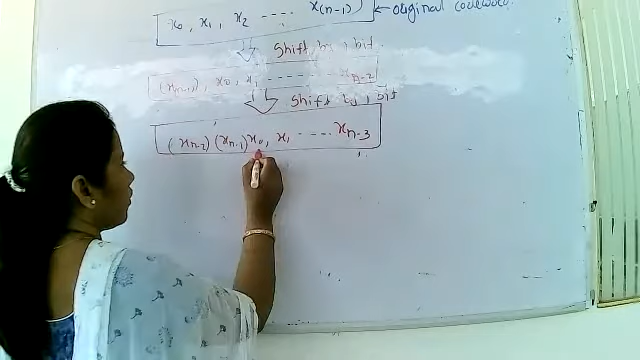 x₀, x₁, x₂ ---- x(n-1) ← original codeword.
Shift by 1 bit.
(xn-1), x₀, x₁ -------- xn-2
Shift by 1 bit
(xn-2) (xn-1) x₀, x₁ ---- xn-3